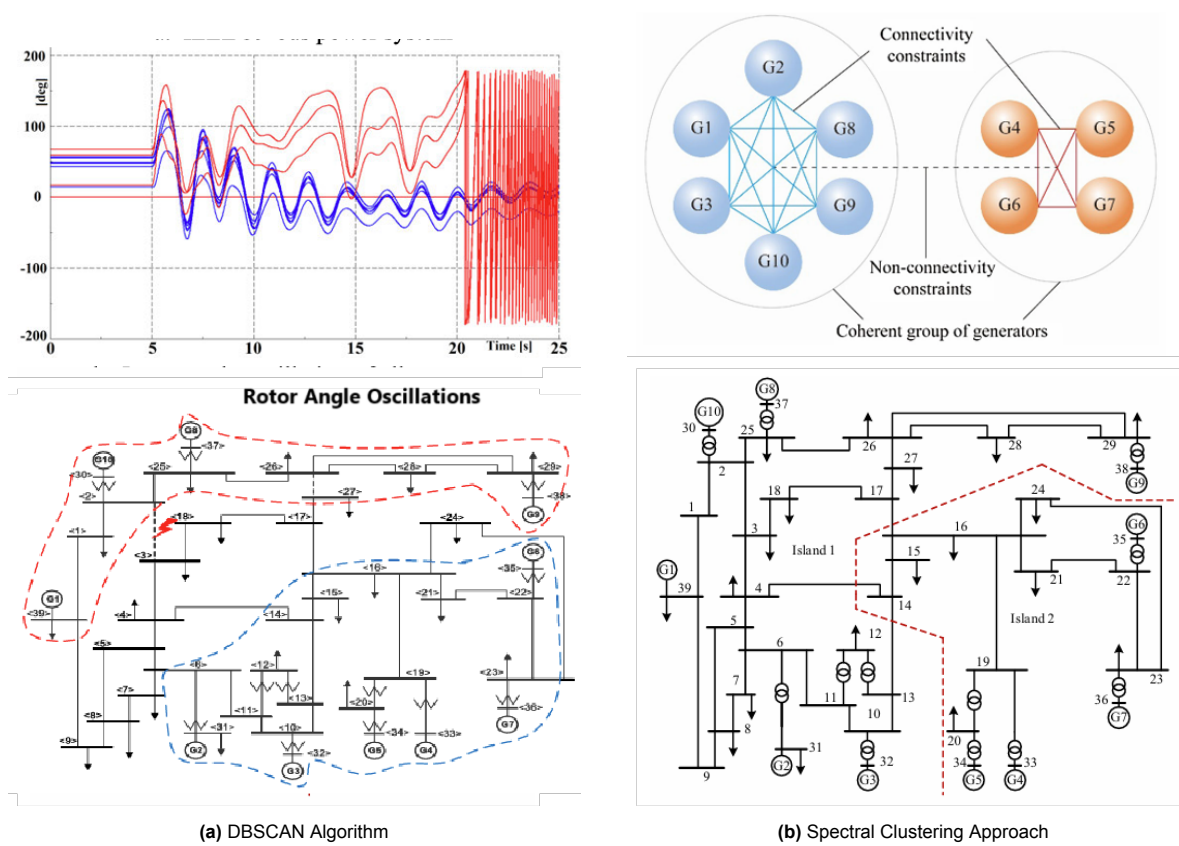 200
[deg]
100
0
-100
-200
0
5
10
15
20
Time [s]
25
Rotor Angle Oscillations
G8
<37>
G10
<30>
<25>
<26>
<28>
<29>
<2>
<27>
<38>
G9
<1>
<18>
<17>
<24>
<3>
G6
<16>
<35>
G1
<39>
<15>
<21>
<22>
<4>
<14>
<5>
<6>
<12>
<19>
<23>
<7>
<13>
<20>
<36>
<11>
G7
<8>
<31>
<10>
<34>
<33>
<9>
G2
<32>
G5
G4
G3
(a) DBSCAN Algorithm
Connectivity
constraints
G2
G1
G8
G4
G5
G3
G9
G6
G7
G10
Non-connectivity
constraints
Coherent group of generators
G8
G10
37
30
25
26
28
29
2
38
27
G9
18
17
24
1
G6
3
16
35
Island 1
15
G1
21
22
39
4
14
5
Island 2
12
6
19
7
23
11
13
36
10
G7
8
20
31
32
34
33
9
G2
G3
G5
G4
(b) Spectral Clustering Approach